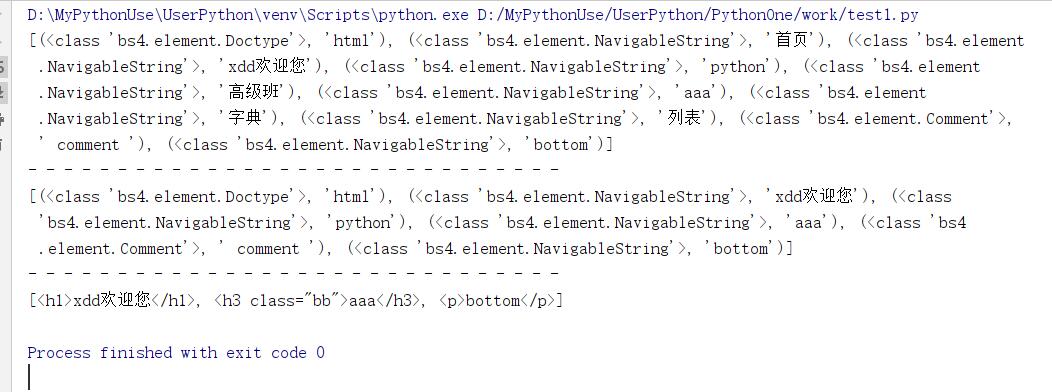 D:\MyPythonUse\UserPython\venv\Scripts\python.exe D:/MyPythonUse/UserPython/PythonOne/work/test1.py
[(<class 'bs4.element.Doctype'>, 'html'), (<class 'bs4.element.NavigableString'>, '首页'), (<class 'bs4.element
.NavigableString'>, 'xdd欢迎您'), (<class 'bs4.element.NavigableString'>, 'python'), (<class 'bs4.element
.NavigableString'>, '高级班'), (<class 'bs4.element.NavigableString'>, 'aaa'), (<class 'bs4.element
.NavigableString'>, '字典'), (<class 'bs4.element.NavigableString'>, '列表'), (<class 'bs4.element.Comment'>,
' comment '), (<class 'bs4.element.NavigableString'>, 'bottom')]
- - - - - - - - - - - - - - - - - - - - - - - - - - - - - -
[(<class 'bs4.element.Doctype'>, 'html'), (<class 'bs4.element.NavigableString'>, 'xdd欢迎您'), (<class
'bs4.element.NavigableString'>, 'python'), (<class 'bs4.element.NavigableString'>, 'aaa'), (<class 'bs4
.element.Comment'>, ' comment '), (<class 'bs4.element.NavigableString'>, 'bottom')]
- - - - - - - - - - - - - - - - - - - - - - - - - - - - - -
[<h1>xdd欢迎您</h1>, <h3 class="bb">aaa</h3>, <p>bottom</p>]
Process finished with exit code 0